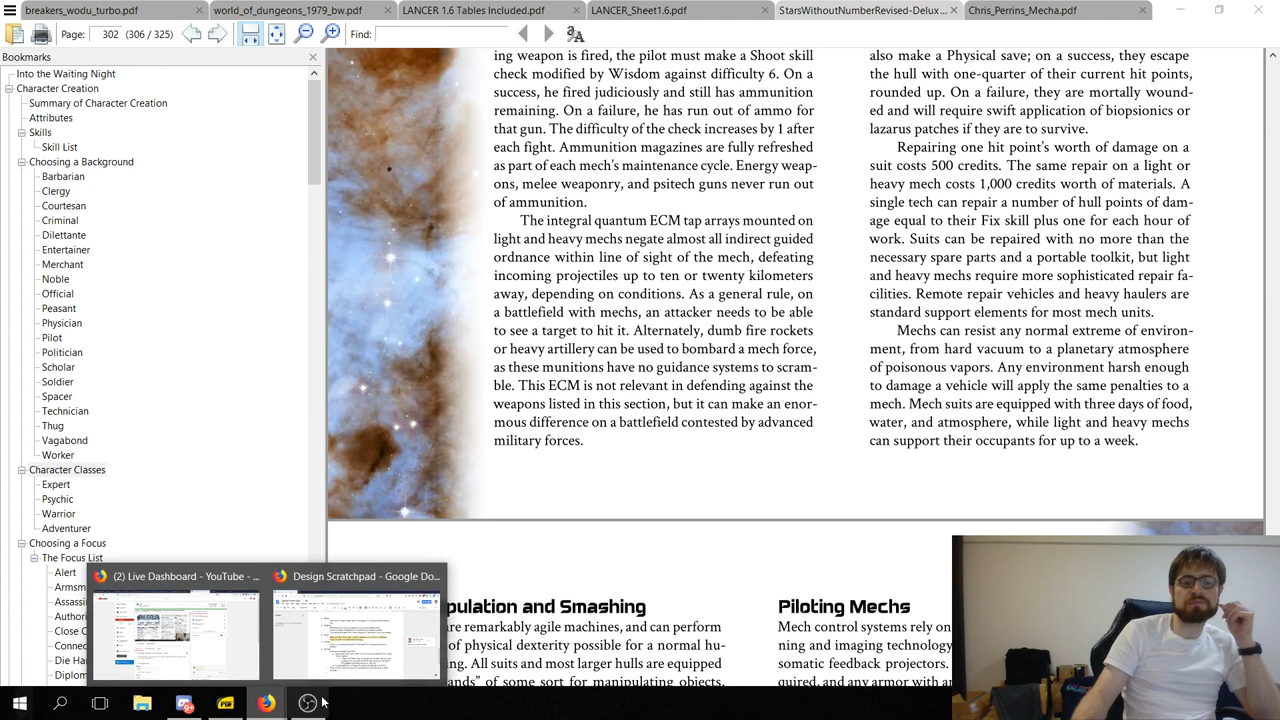 breakers_wodu_turbo.pdf
world_of_dungeons_1979_bw.pdf
LANCER 1.6 Tables Included.pdf
LANCER_Sheet1.6.pdf
StarsWithoutNumberRevised-Delux...
Chris_Perrins_Mecha.pdf
Page: 302 (306 / 325)
Find:
Bookmarks
Into the Waiting Night
Character Creation
Summary of Character Creation
Attributes
Skills
Skill List
Choosing a Background
Barbarian
Clergy
Courtesan
Criminal
Dilettante
Entertainer
Merchant
Noble
Official
Peasant
Physician
Pilot
Politician
Scholar
Soldier
Spacer
Technician
Thug
Vagabond
Worker
Character Classes
Expert
Psychic
Warrior
Adventurer
Choosing a Focus
The Focus List
Alert
ing weapon is fired, the pilot must make a Shoot skill
check modified by Wisdom against difficulty 6. On a
success, he fired judiciously and still has ammunition
remaining. On a failure, he has run out of ammo for
that gun. The difficulty of the check increases by 1 after
each fight. Ammunition magazines are fully refreshed
as part of each mech's maintenance cycle. Energy weap-
ons, melee weaponry, and psitech guns never run out
of ammunition.
The integral quantum ECM tap arrays mounted on
light and heavy mechs negate almost all indirect guided
ordnance within line of sight of the mech, defeating
incoming projectiles up to ten or twenty kilometers
away, depending on conditions. As a general rule, on
a battlefield with mechs, an attacker needs to be able
to see a target to hit it. Alternately, dumb fire rockets
or heavy artillery can be used to bombard a mech force,
as these munitions have no guidance systems to scram-
ble. This ECM is not relevant in defending against the
weapons listed in this section, but it can make an enor-
mous difference on a battlefield contested by advanced
military forces.
also make a Physical save; on a success, they escape
the hull with one-quarter of their current hit points,
rounded up. On a failure, they are mortally wound-
ed and will require swift application of biopsionics or
lazarus patches if they are to survive.
Repairing one hit point's worth of damage on a
suit costs 500 credits. The same repair on a light or
heavy mech costs 1,000 credits worth of materials. A
single tech can repair a number of hull points of dam-
age equal to their Fix skill plus one for each hour of
work. Suits can be repaired with no more than the
necessary spare parts and a portable toolkit, but light
and heavy mechs require more sophisticated repair fa-
cilities. Remote repair vehicles and heavy haulers are
standard support elements for most mech units.
Mechs can resist any normal extreme of environ-
ment, from hard vacuum to a planetary atmosphere
of poisonous vapors. Any environment harsh enough
to damage a vehicle will apply the same penalties to a
mech. Mech suits are equipped with three days of food,
water, and atmosphere, while light and heavy mechs
can support their occupants for up to a week.
(2) Live Dashboard - YouTube - ...
Design Scratchpad - Google Do...
pulation and Smashing
re remarkably agile machines, and can perform
of physical dexterity possible for a normal hu-
ng. All suits and most larger hulls are equipped
ands" of some sort for manipulating objects,
Piloting Mechs
control systems rely on
ing and imaging technology
omatic feedback projectors.
quired, and any armor with